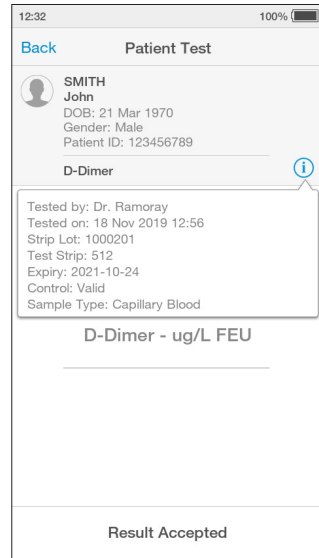 12:32 100%
Back Patient Test
SMITH
John
DOB: 21 Mar 1970
Gender: Male
Patient ID: 123456789
D-Dimer i
Tested by: Dr. Ramoray
Tested on: 18 Nov 2019 12:56
Strip Lot: 1000201
Test Strip: 512
Expiry: 2021-10-24
Control: Valid
Sample Type: Capillary Blood
D-Dimer - ug/L FEU
Result Accepted